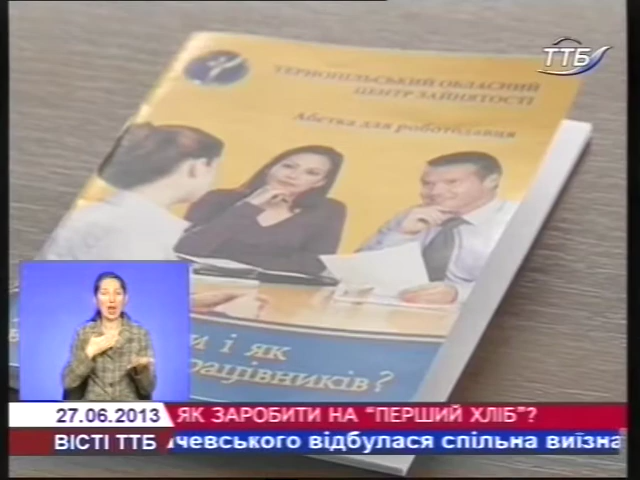 ТТБ
ТЕРНОПІЛЬСЬКИЙ ОБЛАСНИЙ
ЦЕНТР ЗАЙНЯТОСТІ
Абетка для роботодавця
и і як
рацівників?
27.06.2013 ЯК ЗАРОБИТИ НА “ПЕРШИЙ ХЛІБ”?
ВІСТІ ТТБ чевського відбулася спільна виїзна